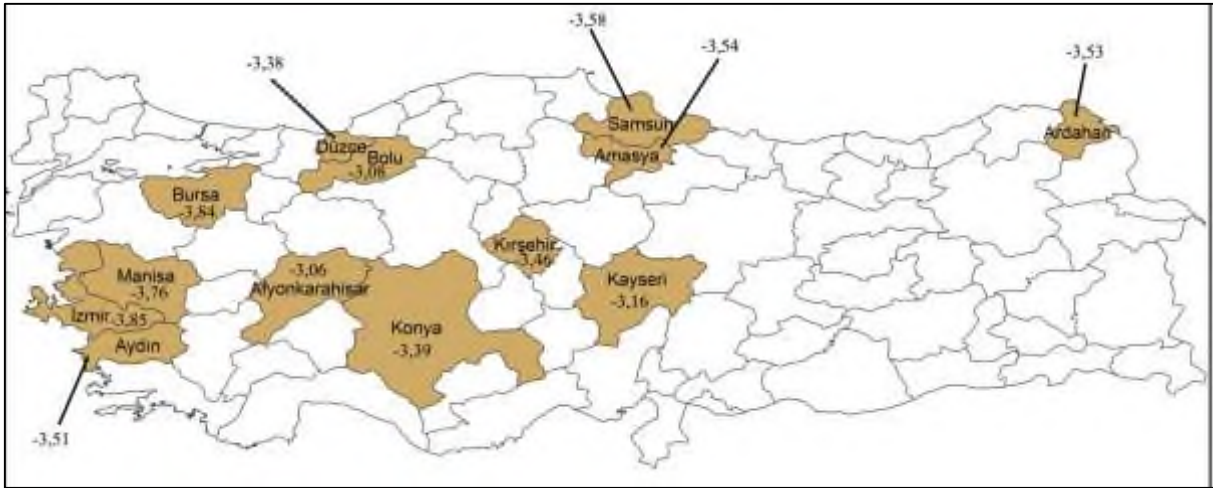 -3,58
-3,54
-3,53
-3,38
Samsun
Düzce
Ardahan
Bolu
Amasya
-3,08
Bursa
-3,84
Kırşehir
-3,46
Manisa
-3,06
Kayseri
-3,76
Afyonkarahisar
-3,16
İzmir
-3,85
Konya
Aydın
-3,39
-3,51